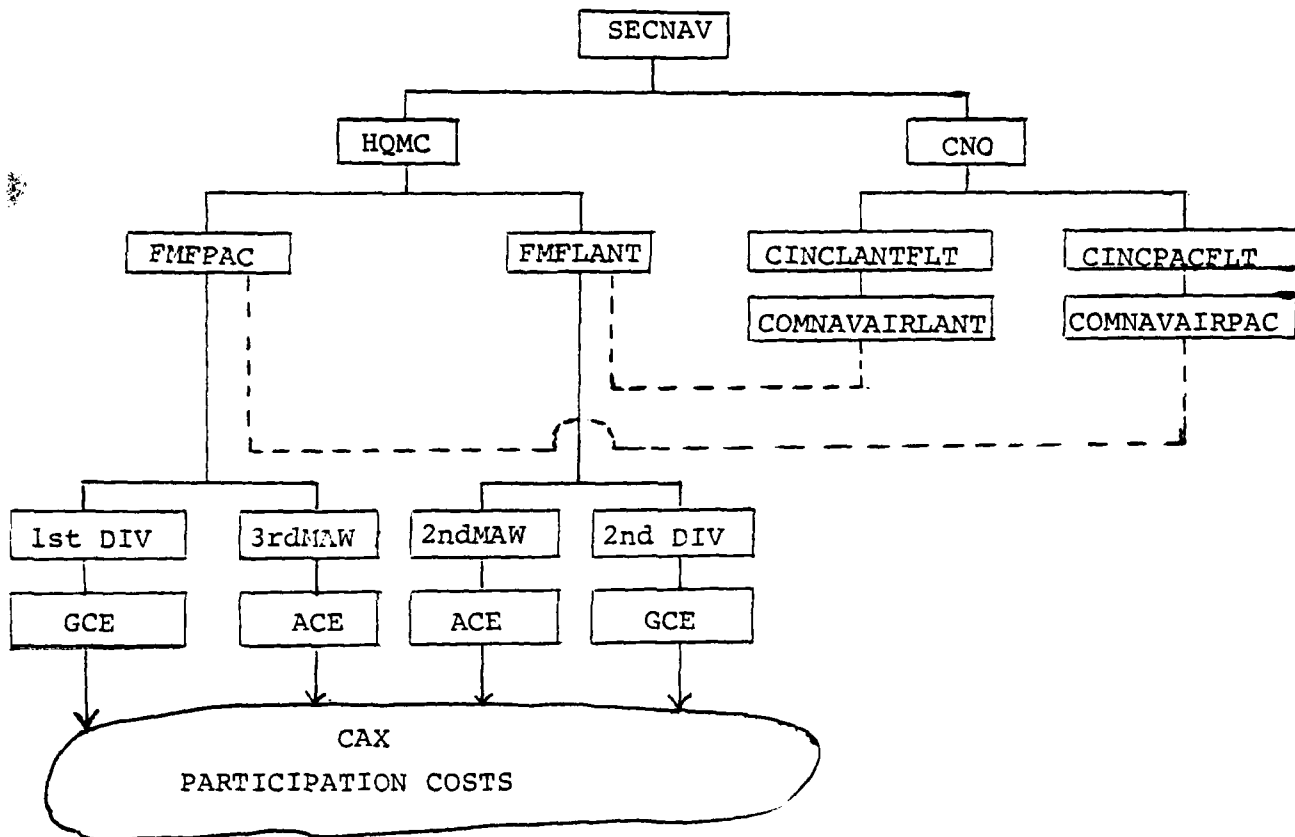 SECNAV
HQMC
CNO
FMFPAC
FMFLANT
CINCLANTFLT
CINCPACFLT
COMNAVAIRLANT
COMNAVAIRPAC
1st DIV
3rdMAW
2ndMAW
2nd DIV
GCE
ACE
ACE
GCE
CAX
PARTICIPATION COSTS